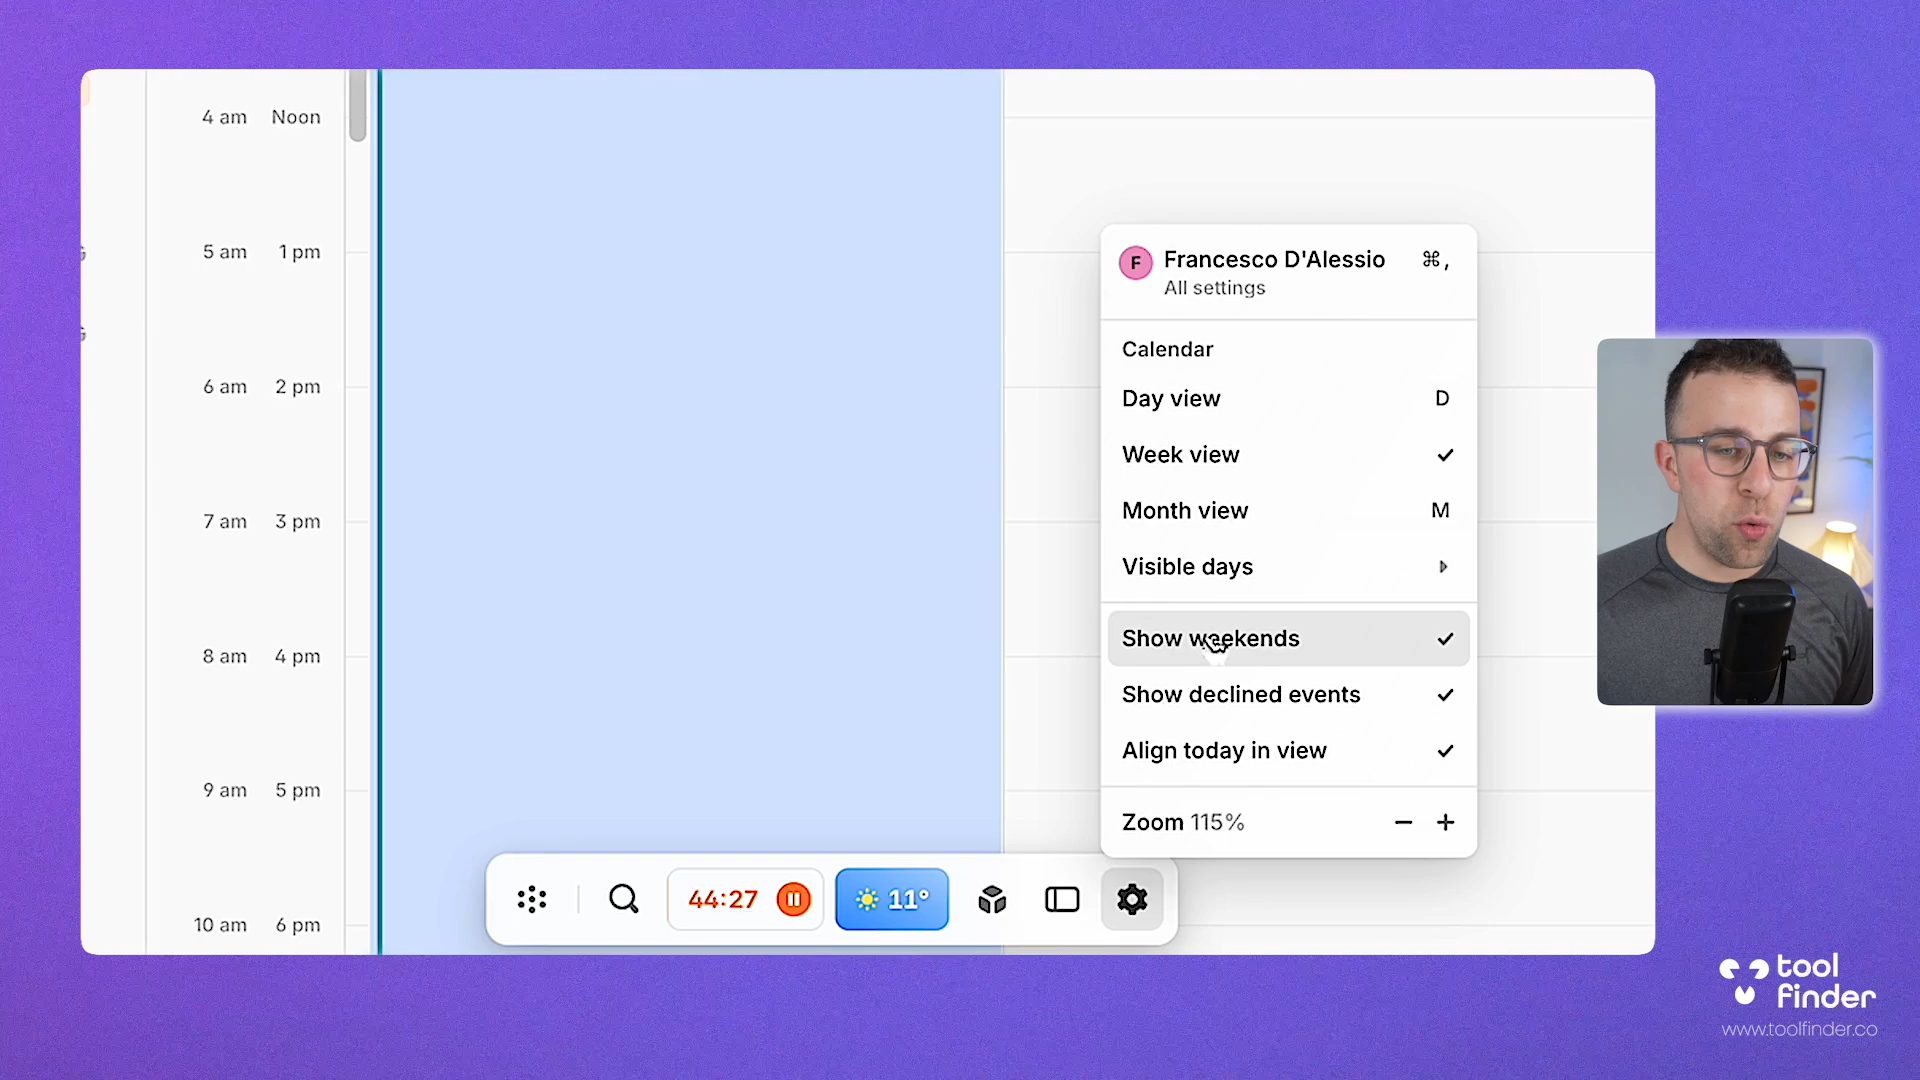 4 am Noon
5 am 1 pm
6 am 2 pm
7 am 3 pm
8 am 4 pm
9 am 5 pm
10 am 6 pm
F Francesco D'Alessio ⌘,
All settings
Calendar
Day view D
Week view
Month view M
Visible days
Show weekends
Show declined events
Align today in view
Zoom 115% − +
44:27 11°
tool
finder
www.toolfinder.co